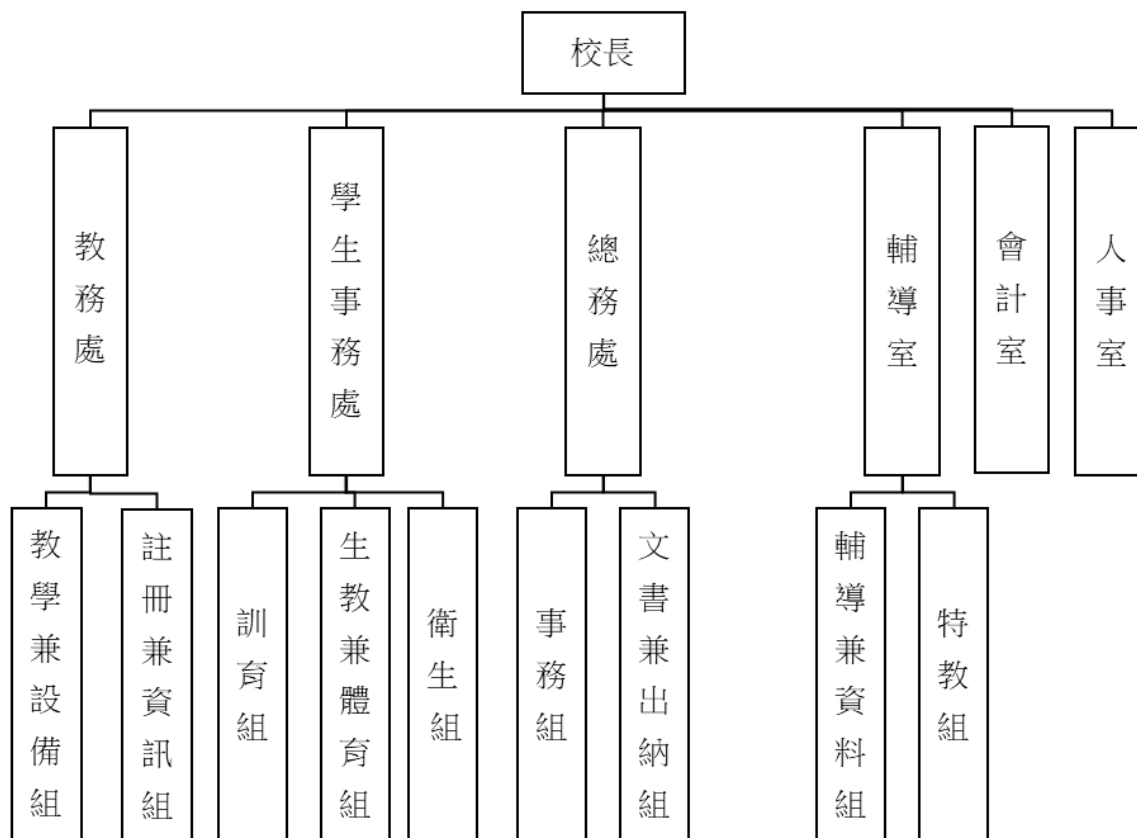 校長
教務處
學生事務處
總務處
輔導室
會計室
人事室
教學兼設備組
註冊兼資訊組
訓育組
生教兼體育組
衛生組
事務組
文書兼出納組
輔導兼資料組
特教組